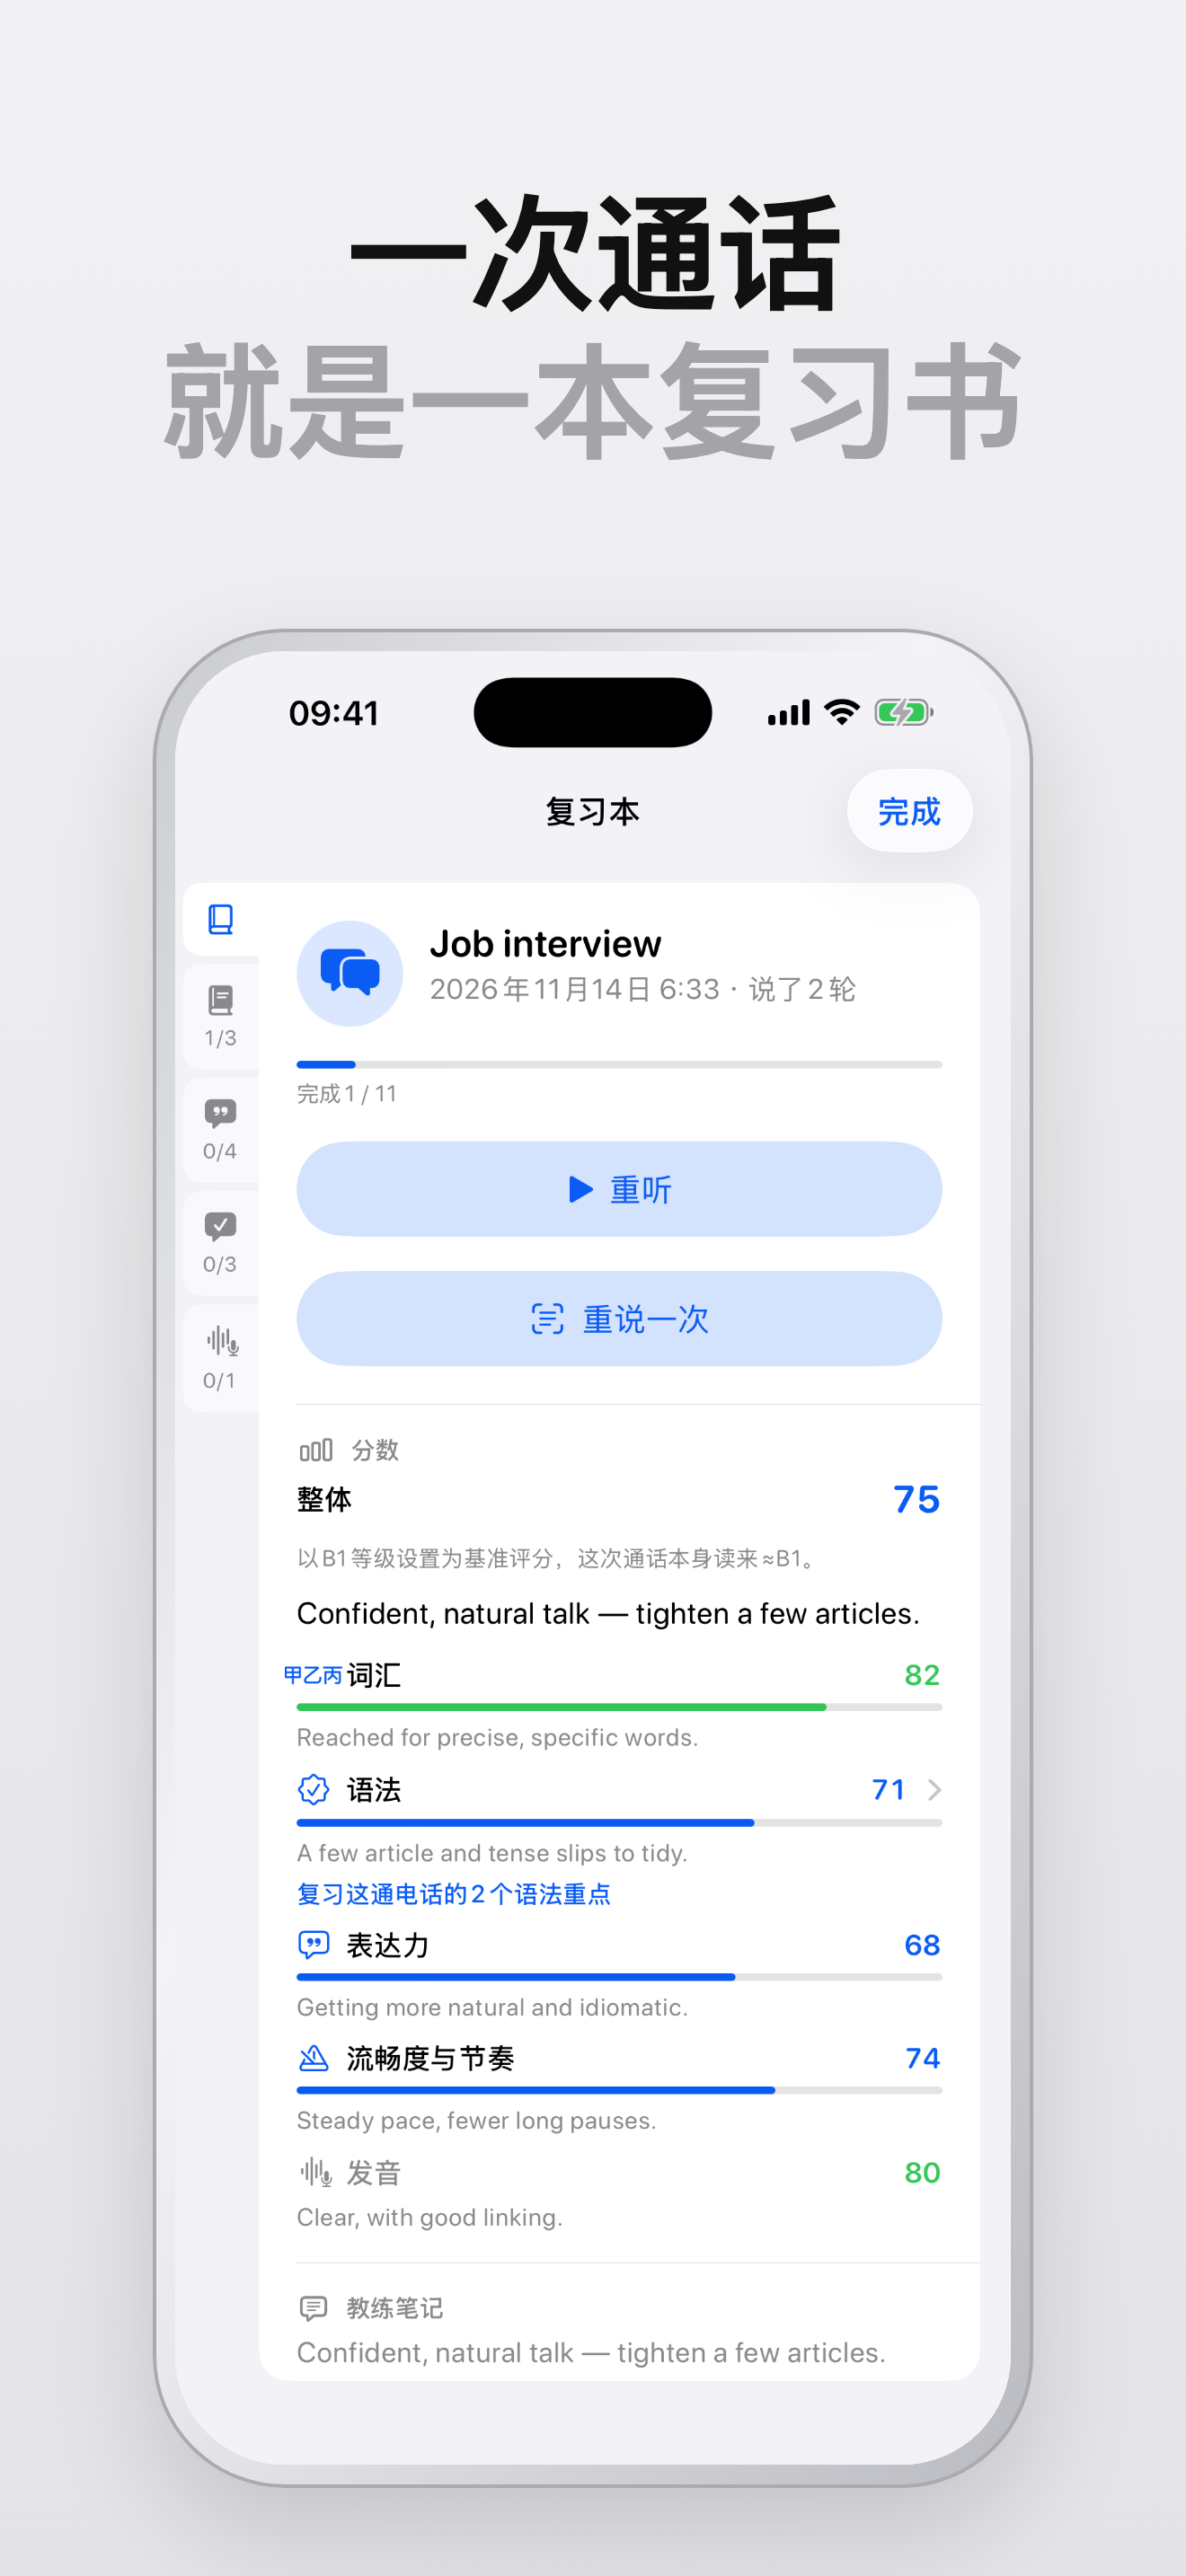 一次通话
就是一本复习书
09:41
复习本
完成
Job interview
2026年11月14日 6:33 · 说了2轮
1/3
完成1 / 11
0/4
重听
0/3
重说一次
0/1
分数
整体
75
以B1等级设置为基准评分，这次通话本身读来≈B1。
Confident, natural talk — tighten a few articles.
甲乙丙 词汇
82
Reached for precise, specific words.
语法
71
A few article and tense slips to tidy.
复习这通电话的2个语法重点
表达力
68
Getting more natural and idiomatic.
流畅度与节奏
74
Steady pace, fewer long pauses.
发音
80
Clear, with good linking.
教练笔记
Confident, natural talk — tighten a few articles.